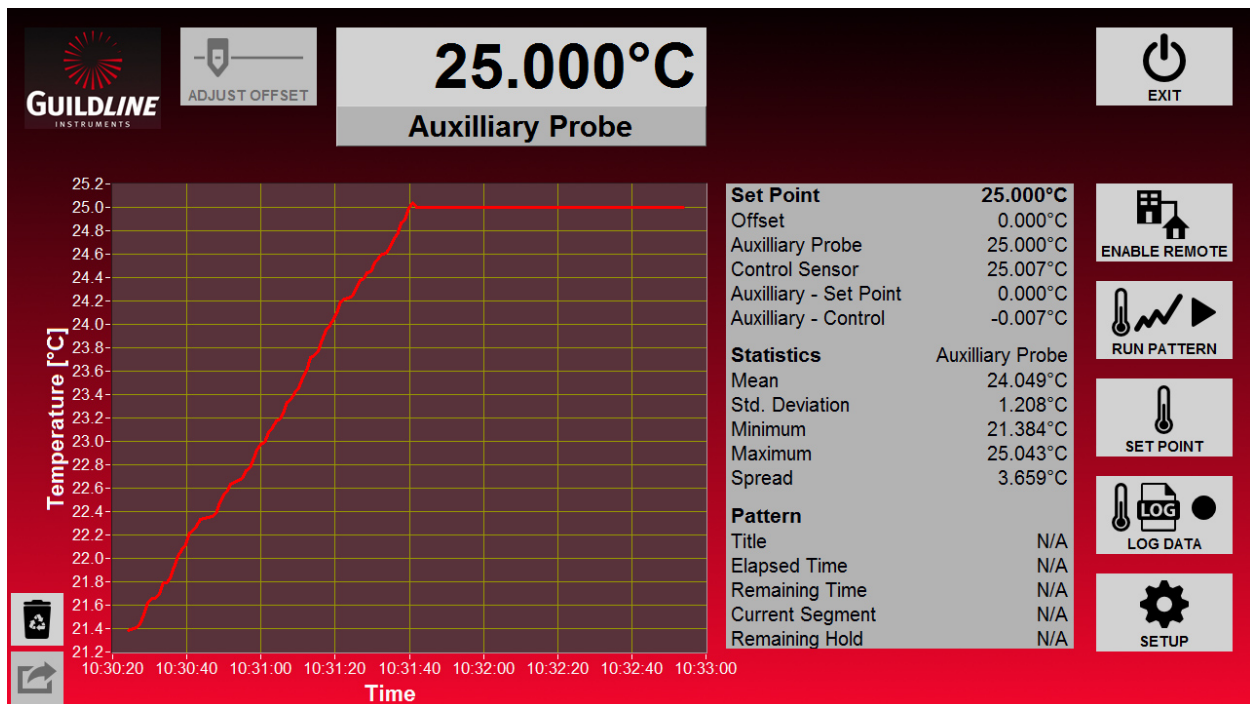 GUILDLINE
INSTRUMENTS
ADJUST OFFSET
25.000°C
Auxilliary Probe
EXIT
Temperature [°C]
25.2
25.0
24.8
24.6
24.4
24.2
24.0
23.8
23.6
23.4
23.2
23.0
22.8
22.6
22.4
22.2
22.0
21.8
21.6
21.4
21.2
10:30:20 10:30:40 10:31:00 10:31:20 10:31:40 10:32:00 10:32:20 10:32:40 10:33:00
Time
Set Point 25.000°C
Offset 0.000°C
Auxilliary Probe 25.000°C
Control Sensor 25.007°C
Auxilliary - Set Point 0.000°C
Auxilliary - Control -0.007°C
Statistics Auxilliary Probe
Mean 24.049°C
Std. Deviation 1.208°C
Minimum 21.384°C
Maximum 25.043°C
Spread 3.659°C
Pattern
Title N/A
Elapsed Time N/A
Remaining Time N/A
Current Segment N/A
Remaining Hold N/A
ENABLE REMOTE
RUN PATTERN
SET POINT
LOG
LOG DATA
SETUP